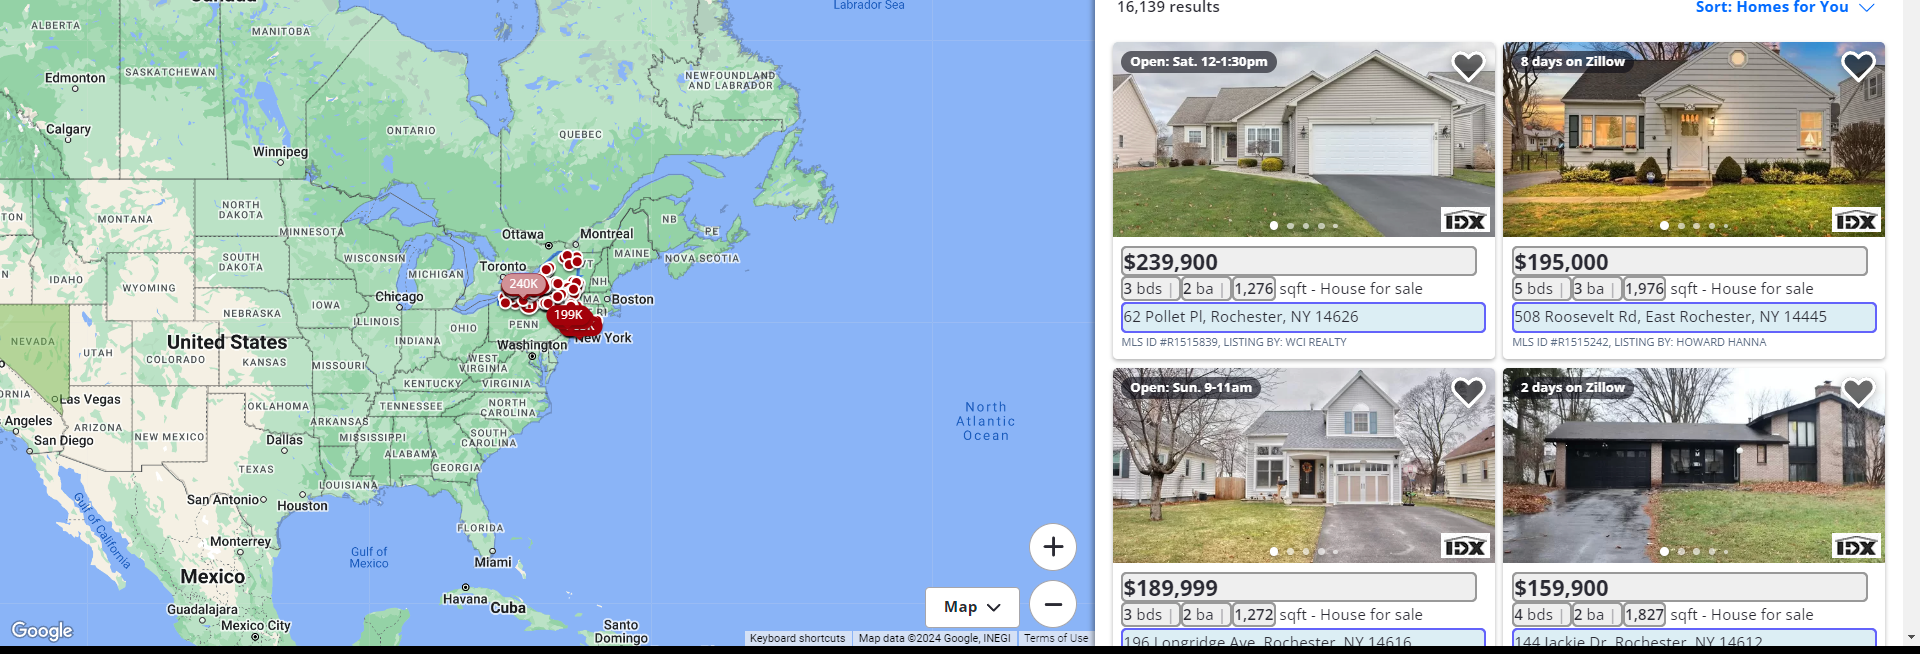 Canada
Labrador Sea
ALBERTA
MANITOBA
Edmonton
SASKATCHEWAN
NEWFOUNDLAND
AND LABRADOR
Calgary
ONTARIO
QUEBEC
Winnipeg
NORTH
DAKOTA
MONTANA
MINNESOTA
Ottawa
Montreal
NB
PE
SOUTH
DAKOTA
WISCONSIN
MAINE
NOVA SCOTIA
IDAHO
WYOMING
MICHIGAN
Toronto
VT
NH
240K
MA
Boston
IOWA
Chicago
NEBRASKA
ILLINOIS
OHIO
PENN
199K
RI
New York
NEVADA
UTAH
COLORADO
United States
KANSAS
MISSOURI
INDIANA
WEST
VIRGINIA
Washington
KENTUCKY
VIRGINIA
Las Vegas
Angeles
San Diego
ARIZONA
NEW MEXICO
OKLAHOMA
ARKANSAS
TENNESSEE
NORTH
CAROLINA
Dallas
MISSISSIPPI
SOUTH
CAROLINA
TEXAS
ALABAMA
GEORGIA
LOUISIANA
San Antonio
Houston
Gulf of California
FLORIDA
Monterrey
Gulf of
Mexico
Miami
Mexico
Havana
Cuba
Guadalajara
Mexico City
Santo
Domingo
North
Atlantic
Ocean
Map
Google
Keyboard shortcuts
Map data ©2024 Google, INEGI
Terms of Use
16,139 results
Sort: Homes for You
Open: Sat. 12-1:30pm
IDX
$239,900
3 bds | 2 ba | 1,276 sqft - House for sale
62 Pollet Pl, Rochester, NY 14626
MLS ID #R1515839, LISTING BY: WCI REALTY
8 days on Zillow
IDX
$195,000
5 bds | 3 ba | 1,976 sqft - House for sale
508 Roosevelt Rd, East Rochester, NY 14445
MLS ID #R1515242, LISTING BY: HOWARD HANNA
Open: Sun. 9-11am
IDX
$189,999
3 bds | 2 ba | 1,272 sqft - House for sale
196 Longridge Ave, Rochester, NY 14616
2 days on Zillow
IDX
$159,900
4 bds | 2 ba | 1,827 sqft - House for sale
144 Jackie Dr, Rochester, NY 14612